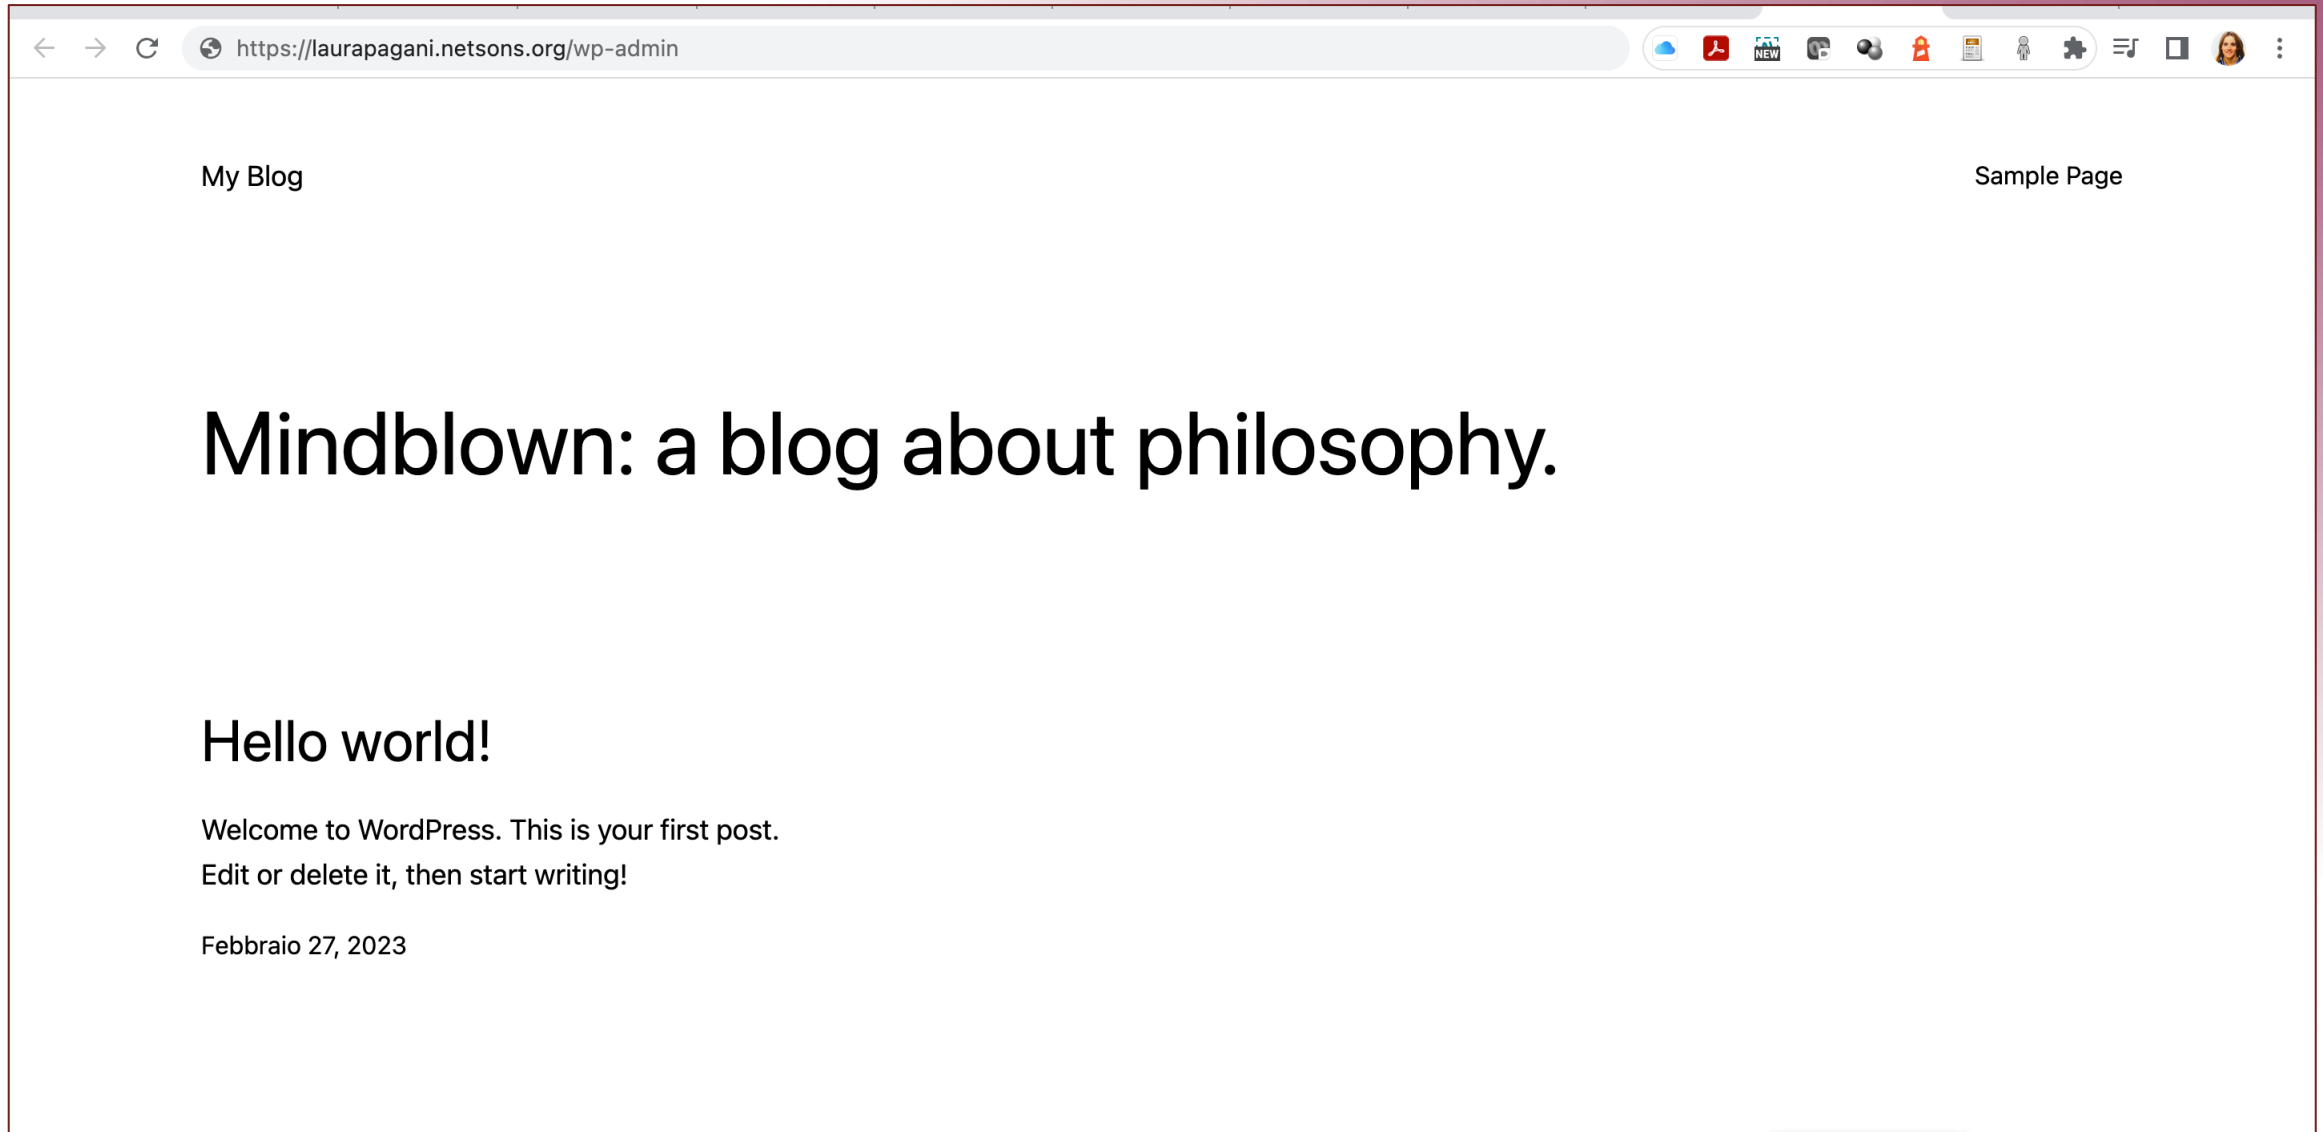 https://laurapagani.netsons.org/wp-admin
NEW
My Blog
Sample Page
Mindblown: a blog about philosophy.
Hello world!
Welcome to WordPress. This is your first post.
Edit or delete it, then start writing!
Febbraio 27, 2023